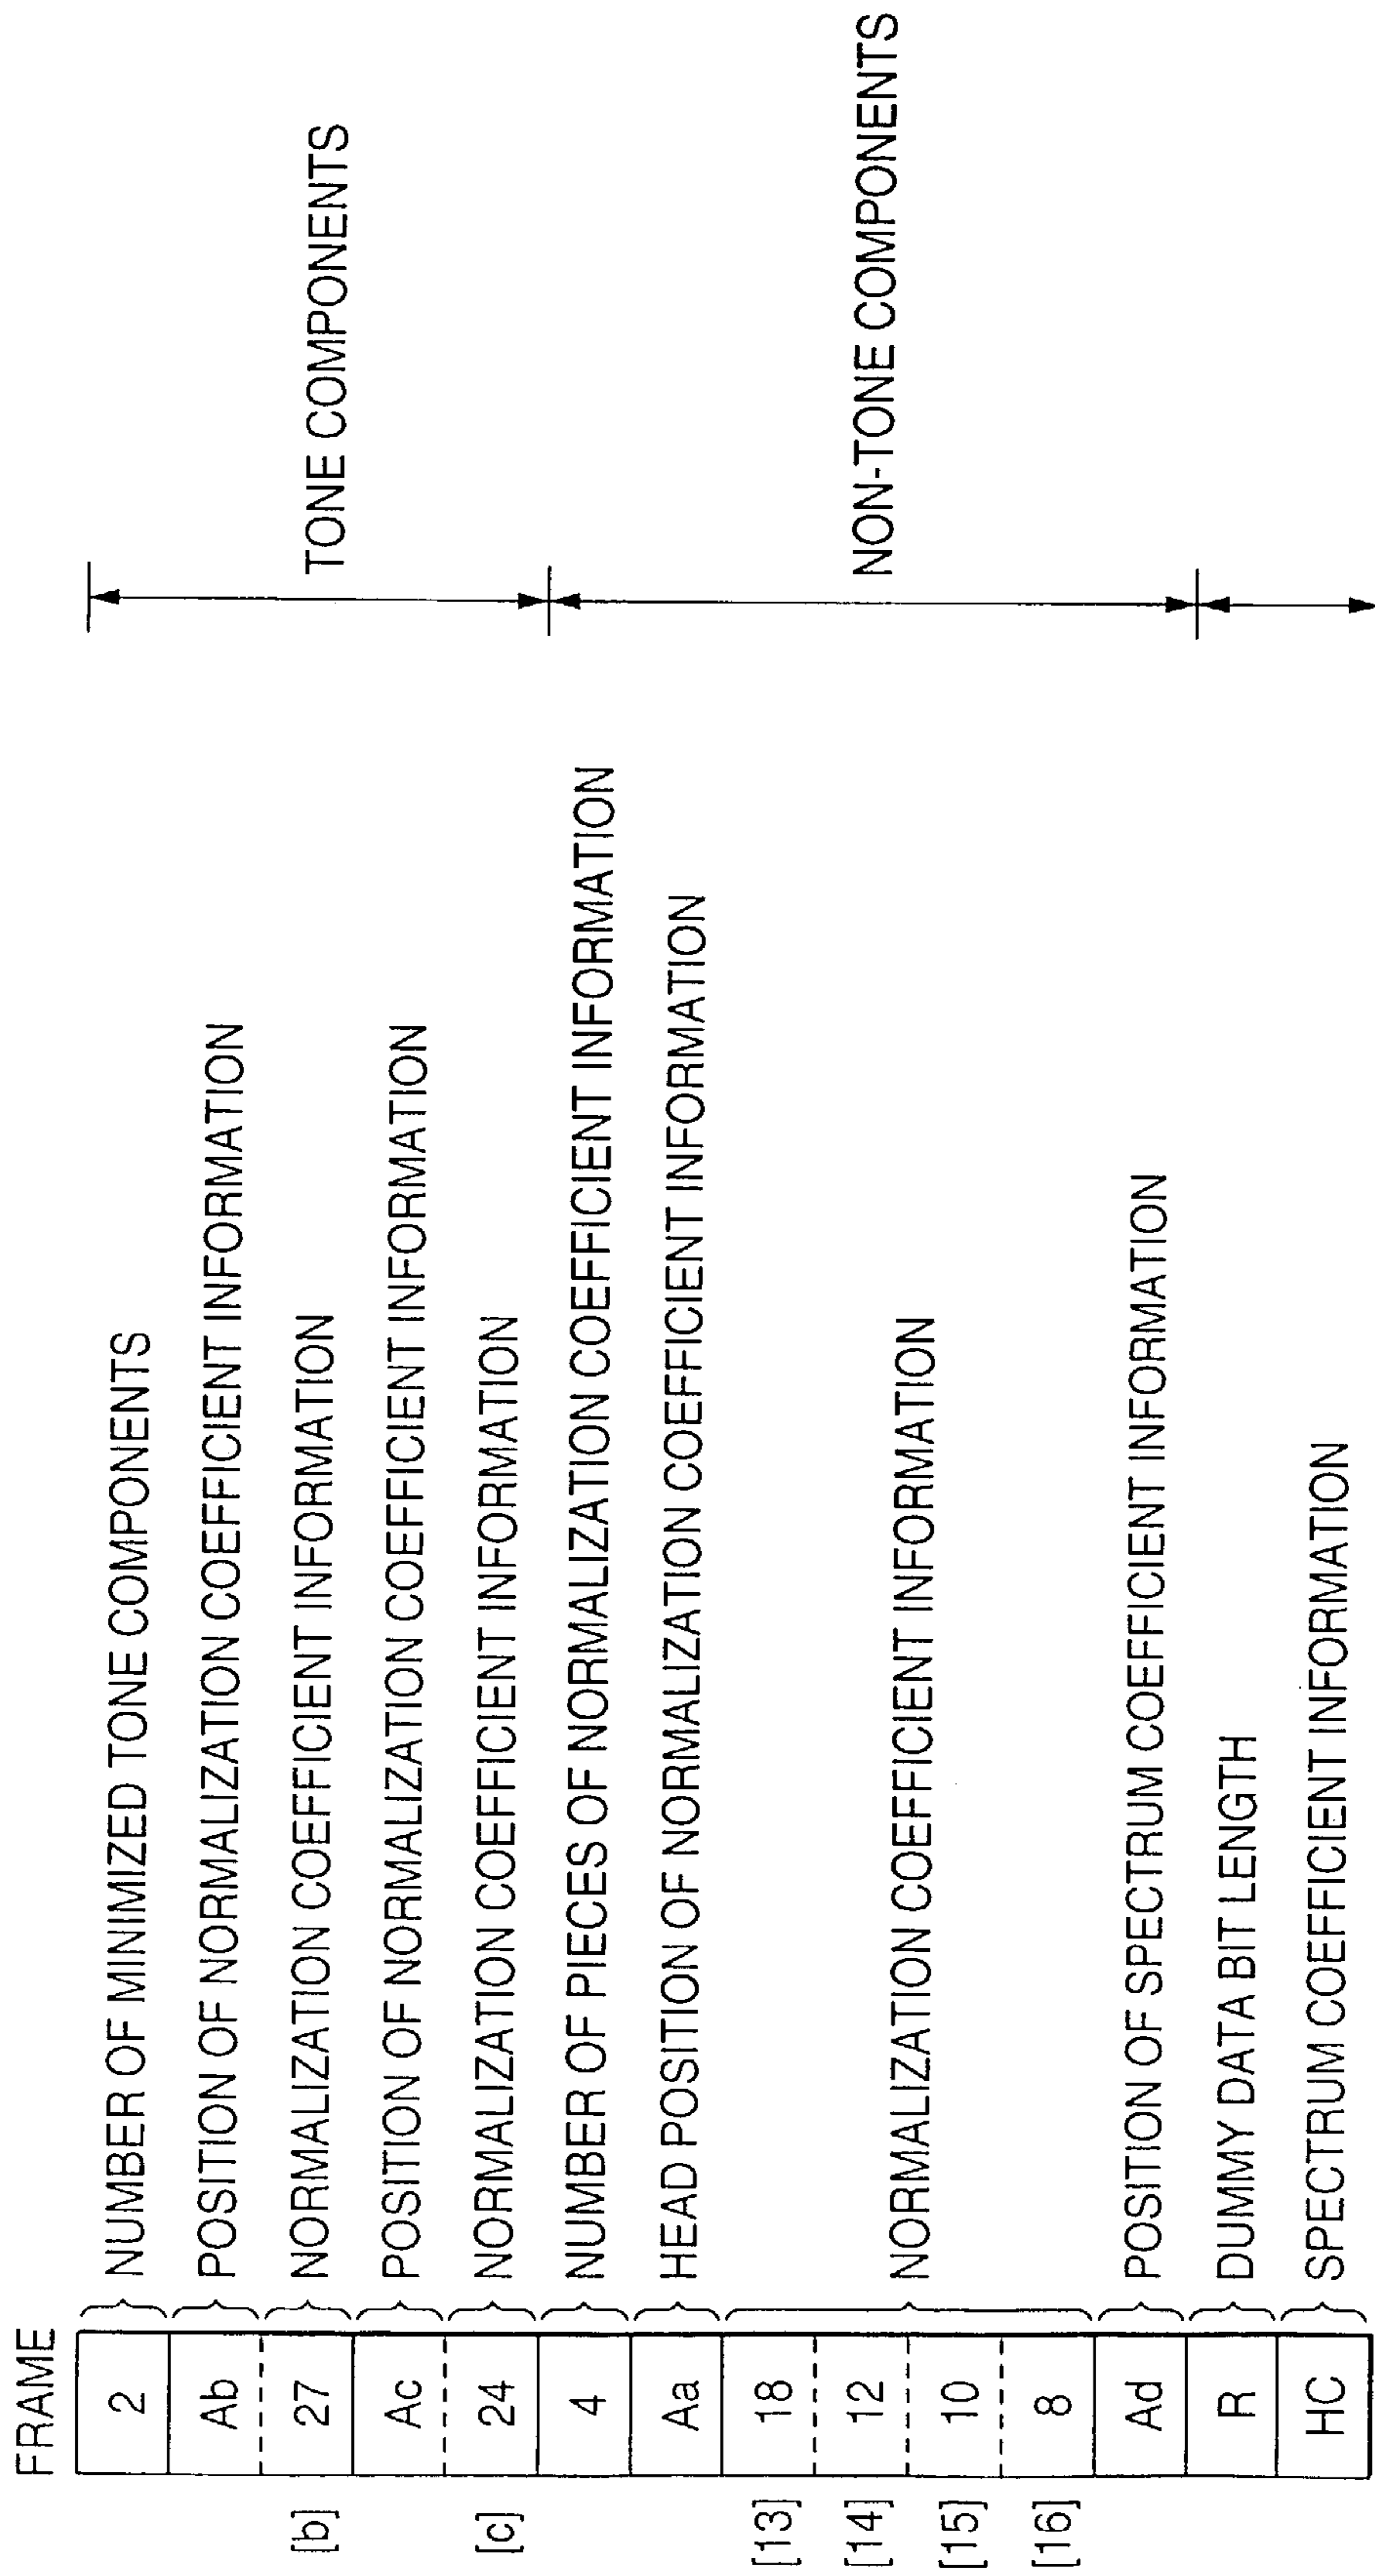 FRAME
2 NUMBER OF MINIMIZED TONE COMPONENTS
Ab POSITION OF NORMALIZATION COEFFICIENT INFORMATION
[b] 27 NORMALIZATION COEFFICIENT INFORMATION
Ac POSITION OF NORMALIZATION COEFFICIENT INFORMATION
[c] 24 NORMALIZATION COEFFICIENT INFORMATION
TONE COMPONENTS
4 NUMBER OF PIECES OF NORMALIZATION COEFFICIENT INFORMATION
Aa HEAD POSITION OF NORMALIZATION COEFFICIENT INFORMATION
[13] 18
[14] 12
[15] 10
[16] 8
NORMALIZATION COEFFICIENT INFORMATION
NON-TONE COMPONENTS
Ad POSITION OF SPECTRUM COEFFICIENT INFORMATION
R DUMMY DATA BIT LENGTH
HC SPECTRUM COEFFICIENT INFORMATION